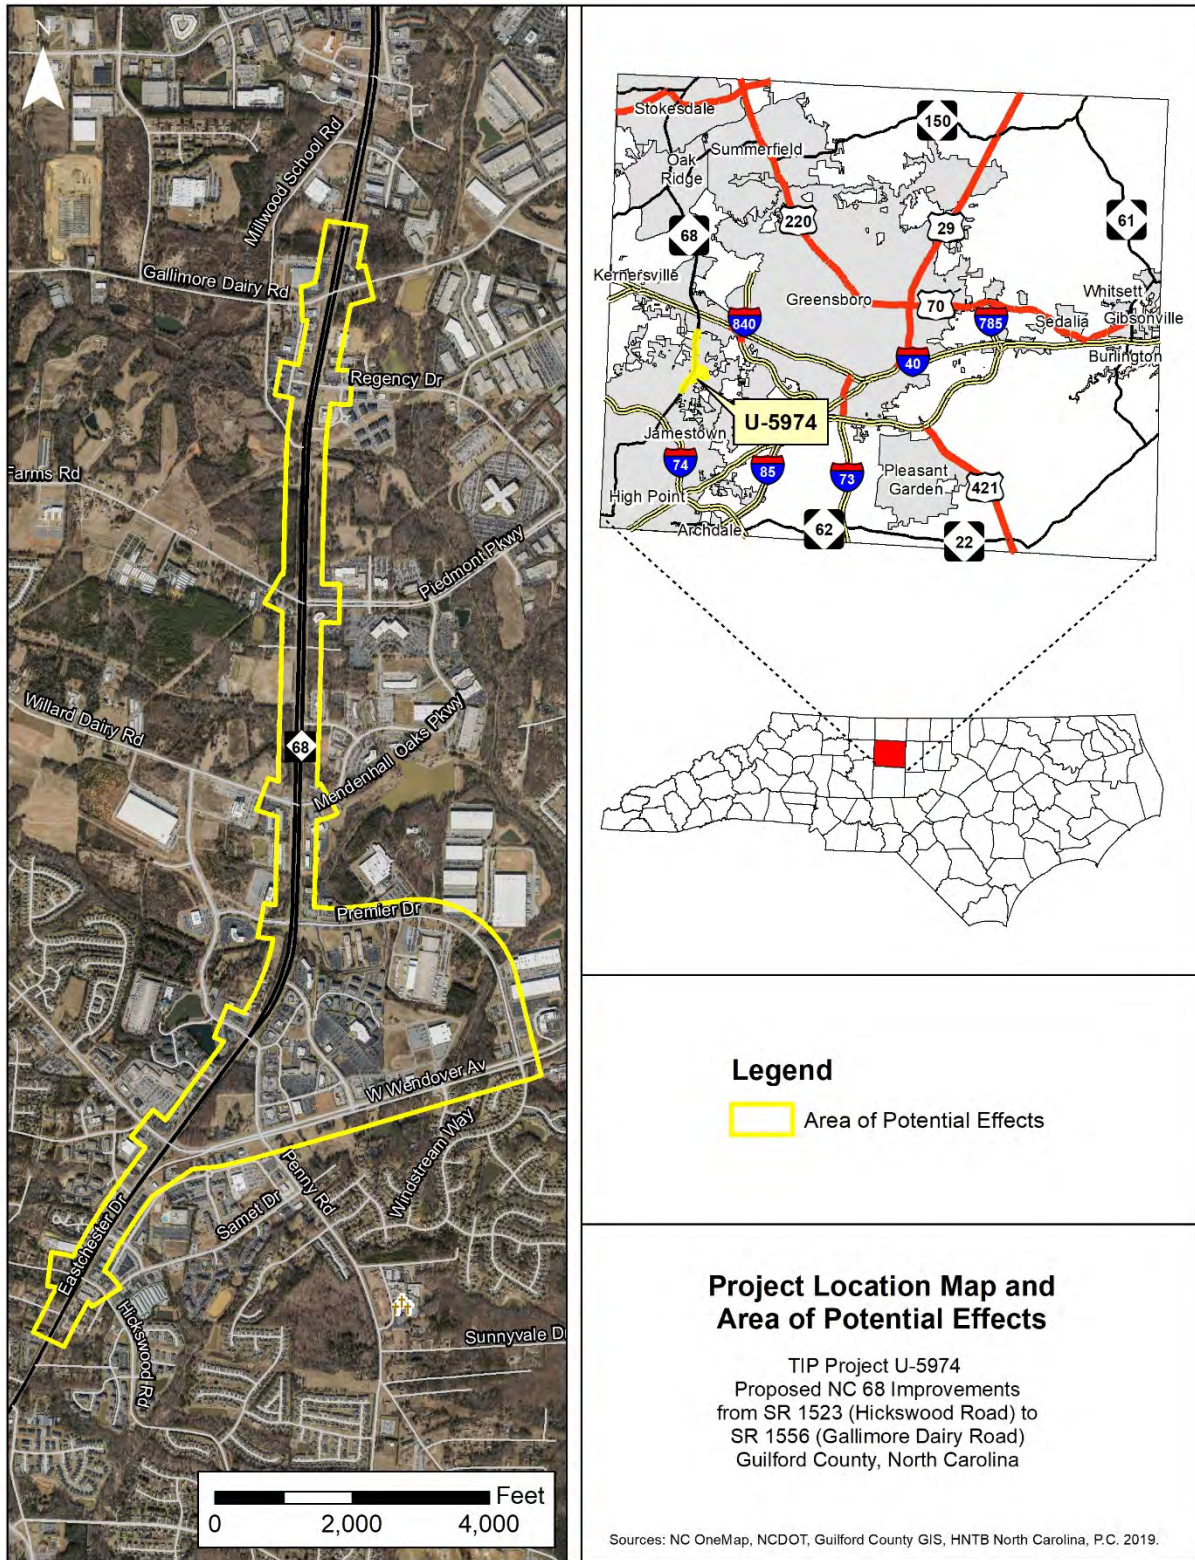 N
Millwood School Rd
Gallimore Dairy Rd
Regency Dr
Farms Rd
Piedmont Pkwy
Willard Dairy Rd
68
Mendenhall Oaks Pkwy
Premier Dr
W Wendover Av
Windstream Way
Penny Rd
Samet Dr
Eastchester Dr
Hickswood Rd
Sunnyvale Dr
Feet
0
2,000
4,000
Stokesdale
150
Summerfield
Oak
Ridge
68
220
29
61
Kernersville
Greensboro
70
Whitsett
840
785
Sedalia
Gibsonville
40
Burlington
U-5974
Jamestown
74
85
73
Pleasant
Garden
421
High Point
Archdale
62
22
Legend
Area of Potential Effects
Project Location Map and
Area of Potential Effects
TIP Project U-5974
Proposed NC 68 Improvements
from SR 1523 (Hickswood Road) to
SR 1556 (Gallimore Dairy Road)
Guilford County, North Carolina
Sources: NC OneMap, NCDOT, Guilford County GIS, HNTB North Carolina, P.C. 2019.